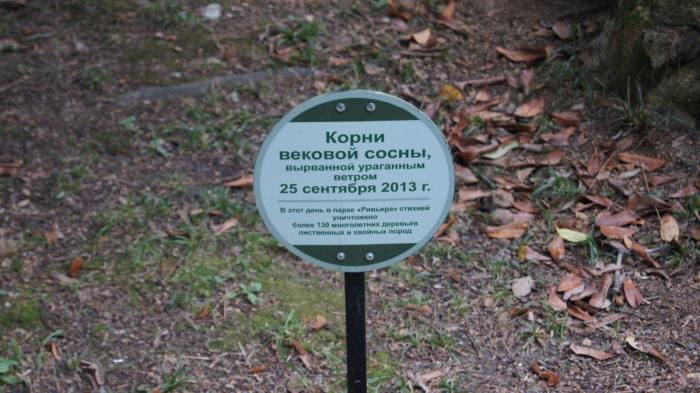 Корни
вековой сосны,
вырванной ураганным
ветром
25 сентября 2013 г.
В этот день в парке «Ривьера» стихией
уничтожено
более 130 многолетних деревьев
лиственных и хвойных пород